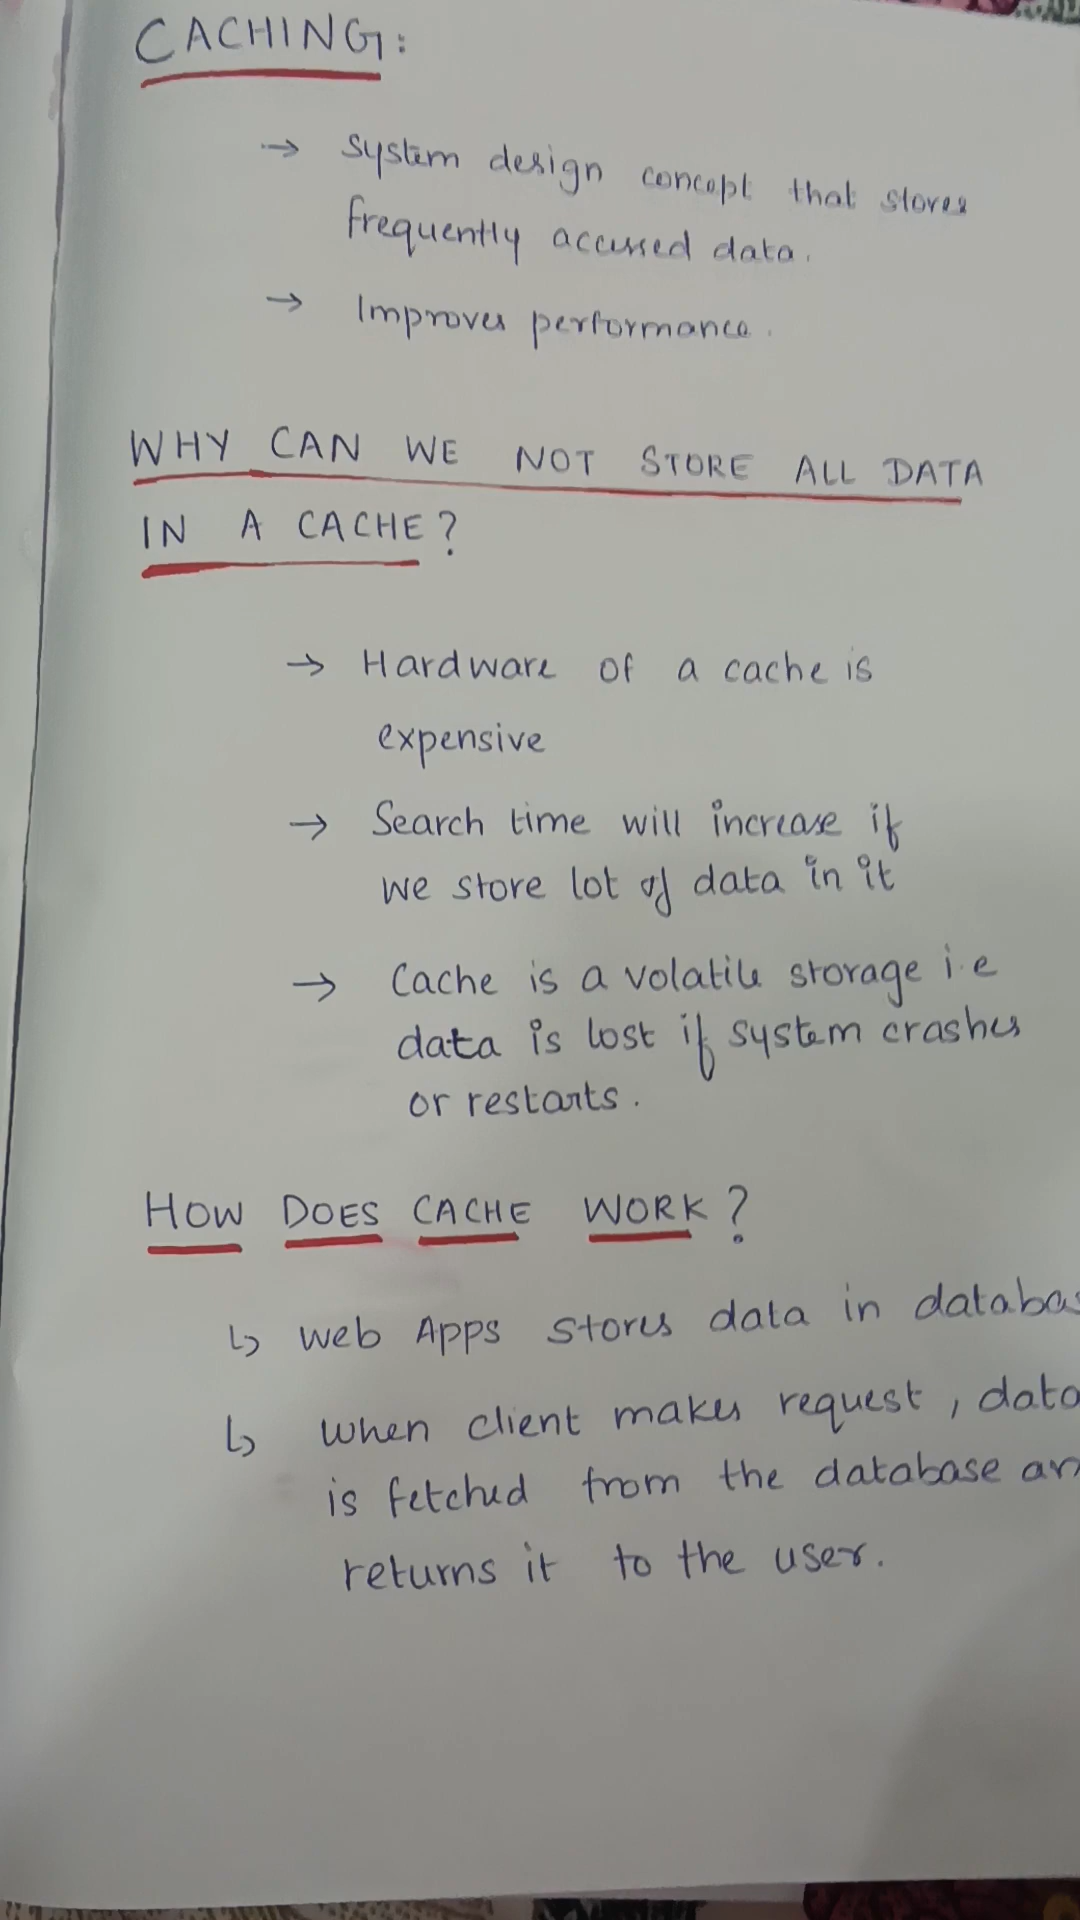 CACHING:
→ System design concept that stores
frequently accessed data.
→ Improves performance.
WHY CAN WE NOT STORE ALL DATA
IN A CACHE?
→ Hardware of a cache is
expensive
→ Search time will increase if
we store lot of data in it
→ Cache is a volatile storage i.e
data is lost if system crashes
or restarts.
HOW DOES CACHE WORK?
↳ Web Apps stores data in databas
↳ When client makes request, data
is fetched from the database an
returns it to the user.